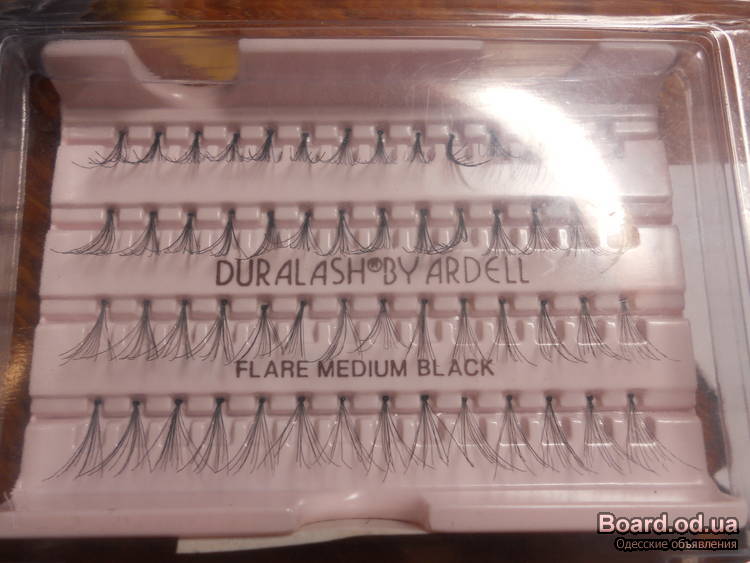 DURALASH®BY ARDELL
FLARE MEDIUM BLACK
Board.od.ua
Одесские объявления